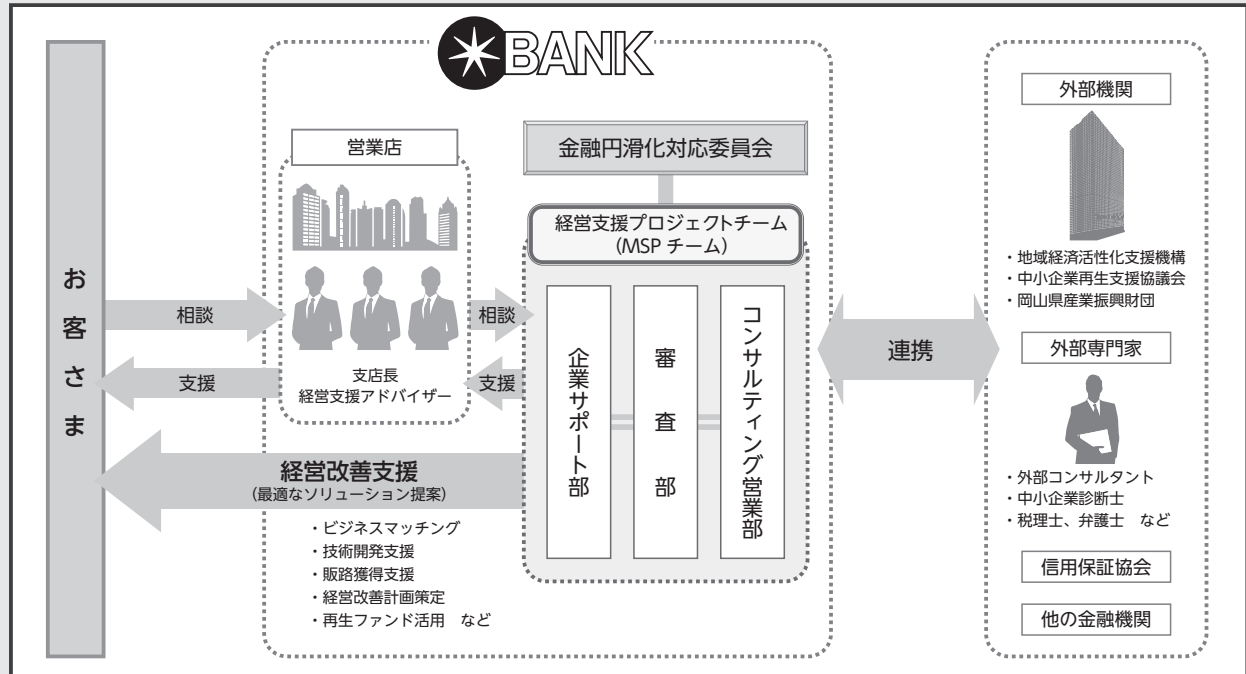 BANK
お客さま
営業店
相談
支援
支店長
経営支援アドバイザー
相談
支援
金融円滑化対応委員会
経営支援プロジェクトチーム
(MSP チーム)
企業サポート部
審査部
コンサルティング営業部
経営改善支援
(最適なソリューション提案)
・ビジネスマッチング
・技術開発支援
・販路獲得支援
・経営改善計画策定
・再生ファンド活用 など
連携
外部機関
・地域経済活性化支援機構
・中小企業再生支援協議会
・岡山県産業振興財団
外部専門家
・外部コンサルタント
・中小企業診断士
・税理士、弁護士 など
信用保証協会
他の金融機関